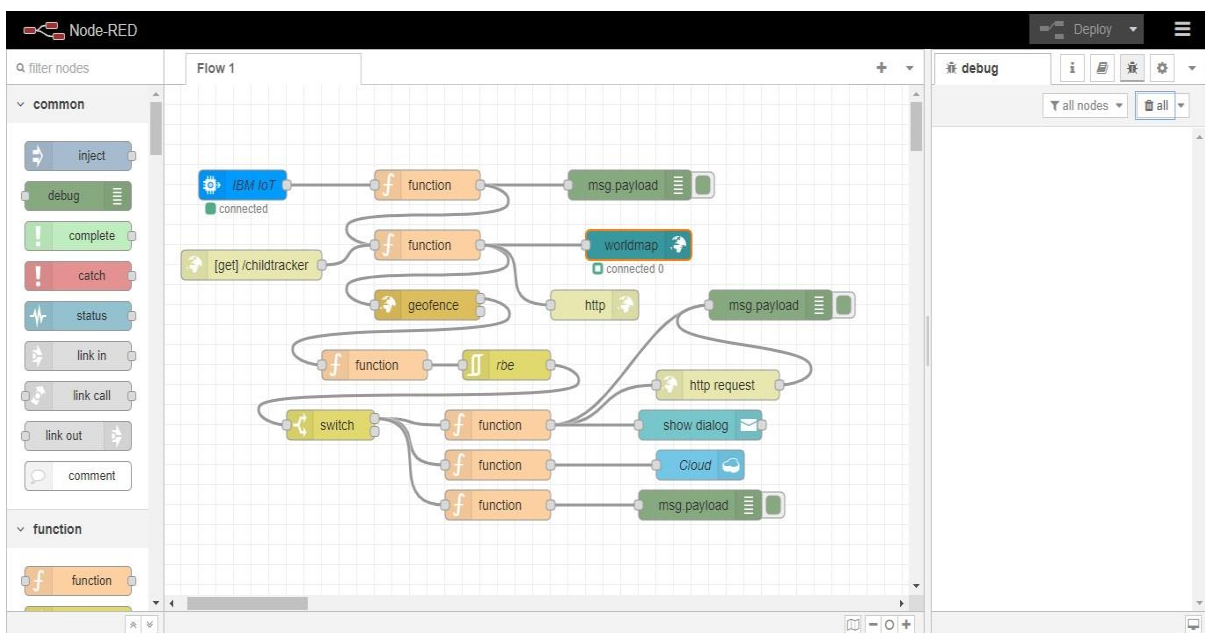 Node-RED
Deploy
filter nodes
common
inject
debug
complete
catch
status
link in
link call
link out
comment
function
function
Flow 1
IBM IoT
connected
function
msg.payload
[get] /childtracker
function
worldmap
connected 0
geofence
http
msg.payload
function
rbe
http request
switch
function
show dialog
function
Cloud
function
msg.payload
debug
i
all nodes
all